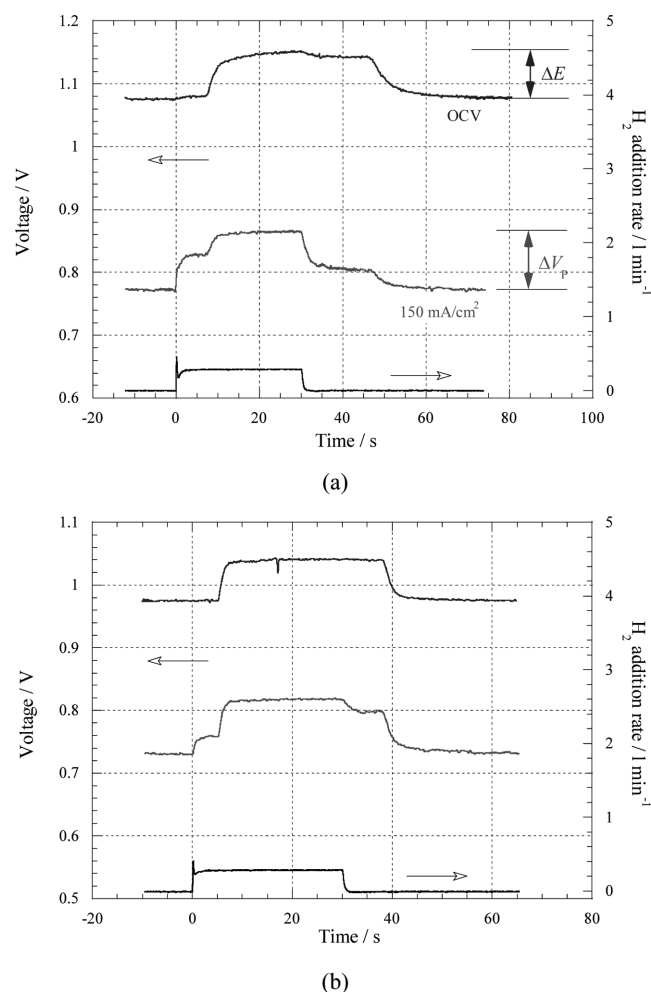 1.2
1.1
1
0.9
0.8
0.7
0.6
Voltage / V
5
4
3
2
1
0
H2 addition rate / l min-1
ΔE
OCV
ΔVP
150 mA/cm2
-20 0 20 40 60 80 100
Time / s
(a)
1.1
1
0.9
0.8
0.7
0.6
0.5
Voltage / V
5
4
3
2
1
0
H2 addition rate / l min-1
-20 0 20 40 60 80
Time / s
(b)